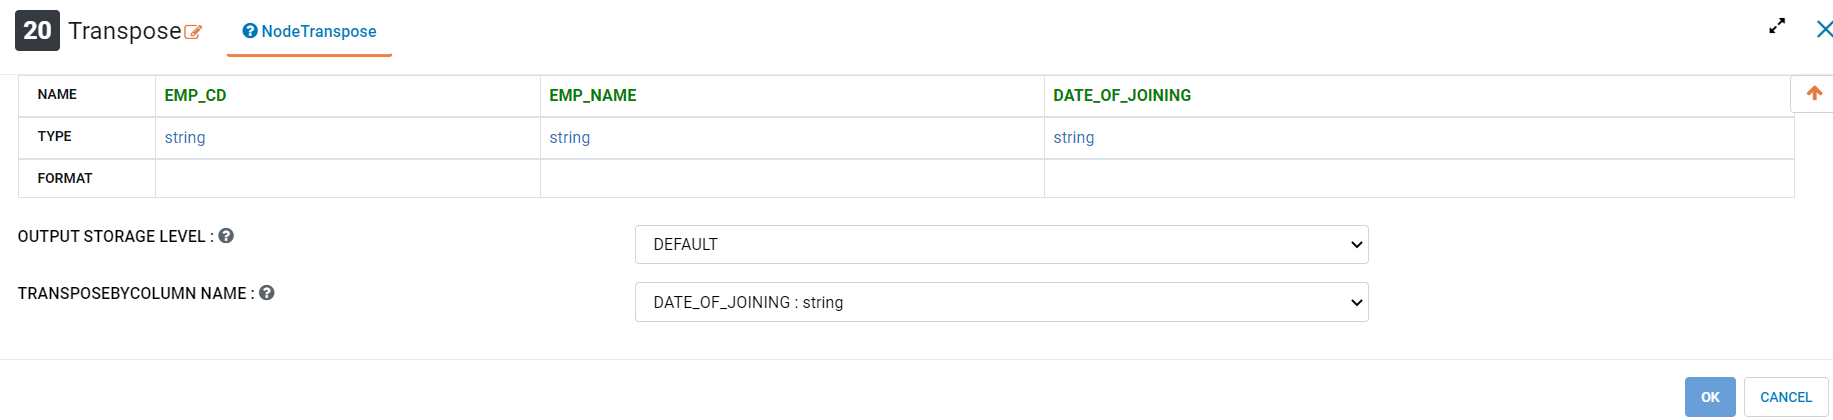 20 Transpose NodeTranspose
NAME EMP_CD EMP_NAME DATE_OF_JOINING
TYPE string string string
FORMAT
OUTPUT STORAGE LEVEL : DEFAULT
TRANSPOSEBYCOLUMN NAME : DATE_OF_JOINING : string
OK CANCEL